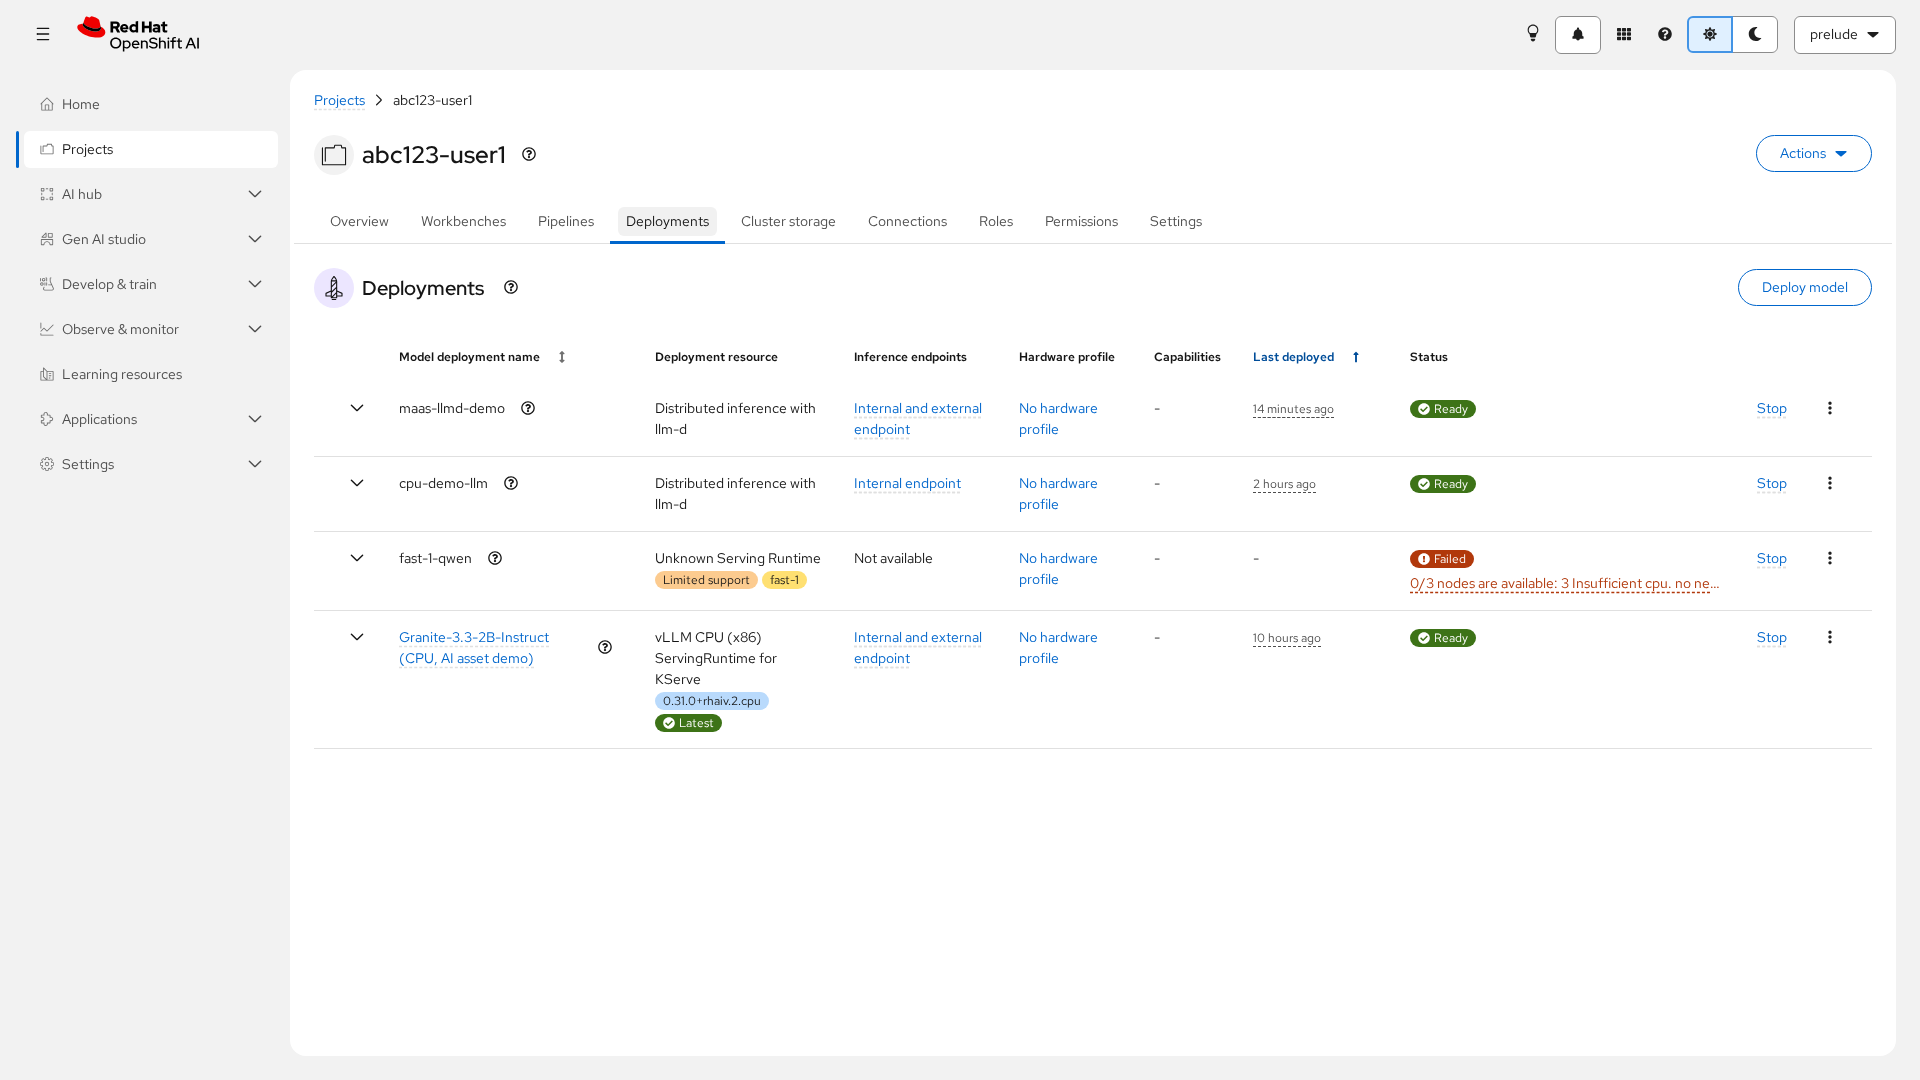 Red Hat
OpenShift AI
prelude
Home
Projects
AI hub
Gen AI studio
Develop & train
Observe & monitor
Learning resources
Applications
Settings
Projects > abc123-user1
abc123-user1
Actions
Overview Workbenches Pipelines Deployments Cluster storage Connections Roles Permissions Settings
Deployments
Deploy model
Model deployment name Deployment resource Inference endpoints Hardware profile Capabilities Last deployed Status
maas-llmd-demo Distributed inference with Internal and external No hardware - 14 minutes ago Ready Stop
llm-d endpoint profile
cpu-demo-llm Distributed inference with Internal endpoint No hardware - 2 hours ago Ready Stop
llm-d profile
fast-1-qwen Unknown Serving Runtime Not available No hardware - - Failed Stop
Limited support fast-1 profile 0/3 nodes are available: 3 Insufficient cpu. no ne...
Granite-3.3-2B-Instruct vLLM CPU (x86) Internal and external No hardware - 10 hours ago Ready Stop
(CPU, AI asset demo) ServingRuntime for endpoint profile
KServe
0.31.0+rhaiv.2.cpu
Latest